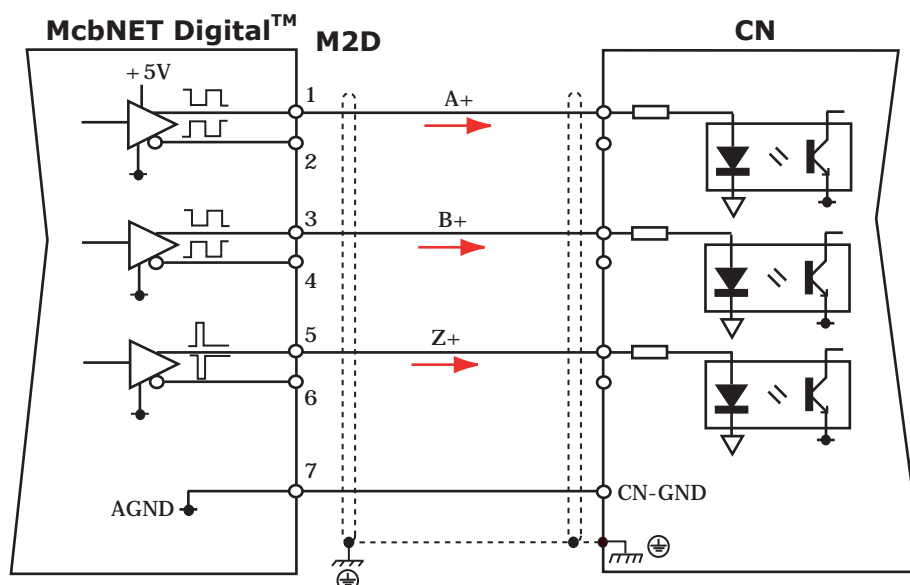 McbNET Digital™
M2D
CN
+5V
1
A+
2
3
B+
4
5
Z+
6
7
AGND
CN-GND